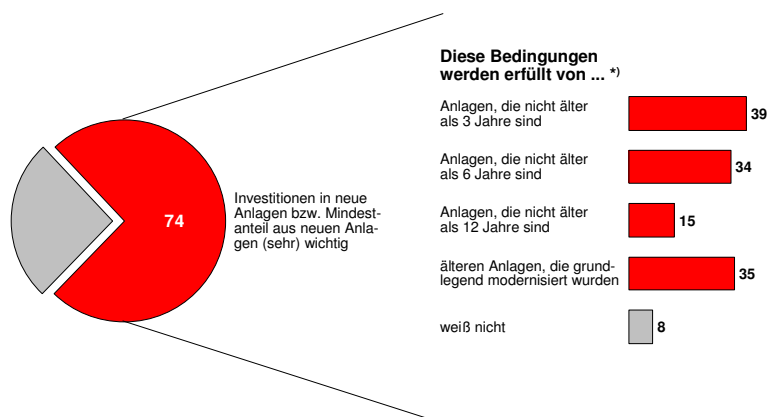 74
Investitionen in neue
Anlagen bzw. Mindest-
anteil aus neuen Anla-
gen (sehr) wichtig
Diese Bedingungen
werden erfüllt von ... *)
Anlagen, die nicht älter
als 3 Jahre sind
39
Anlagen, die nicht älter
als 6 Jahre sind
34
Anlagen, die nicht älter
als 12 Jahre sind
15
älteren Anlagen, die grund-
legend modernisiert wurden
35
weiß nicht
8